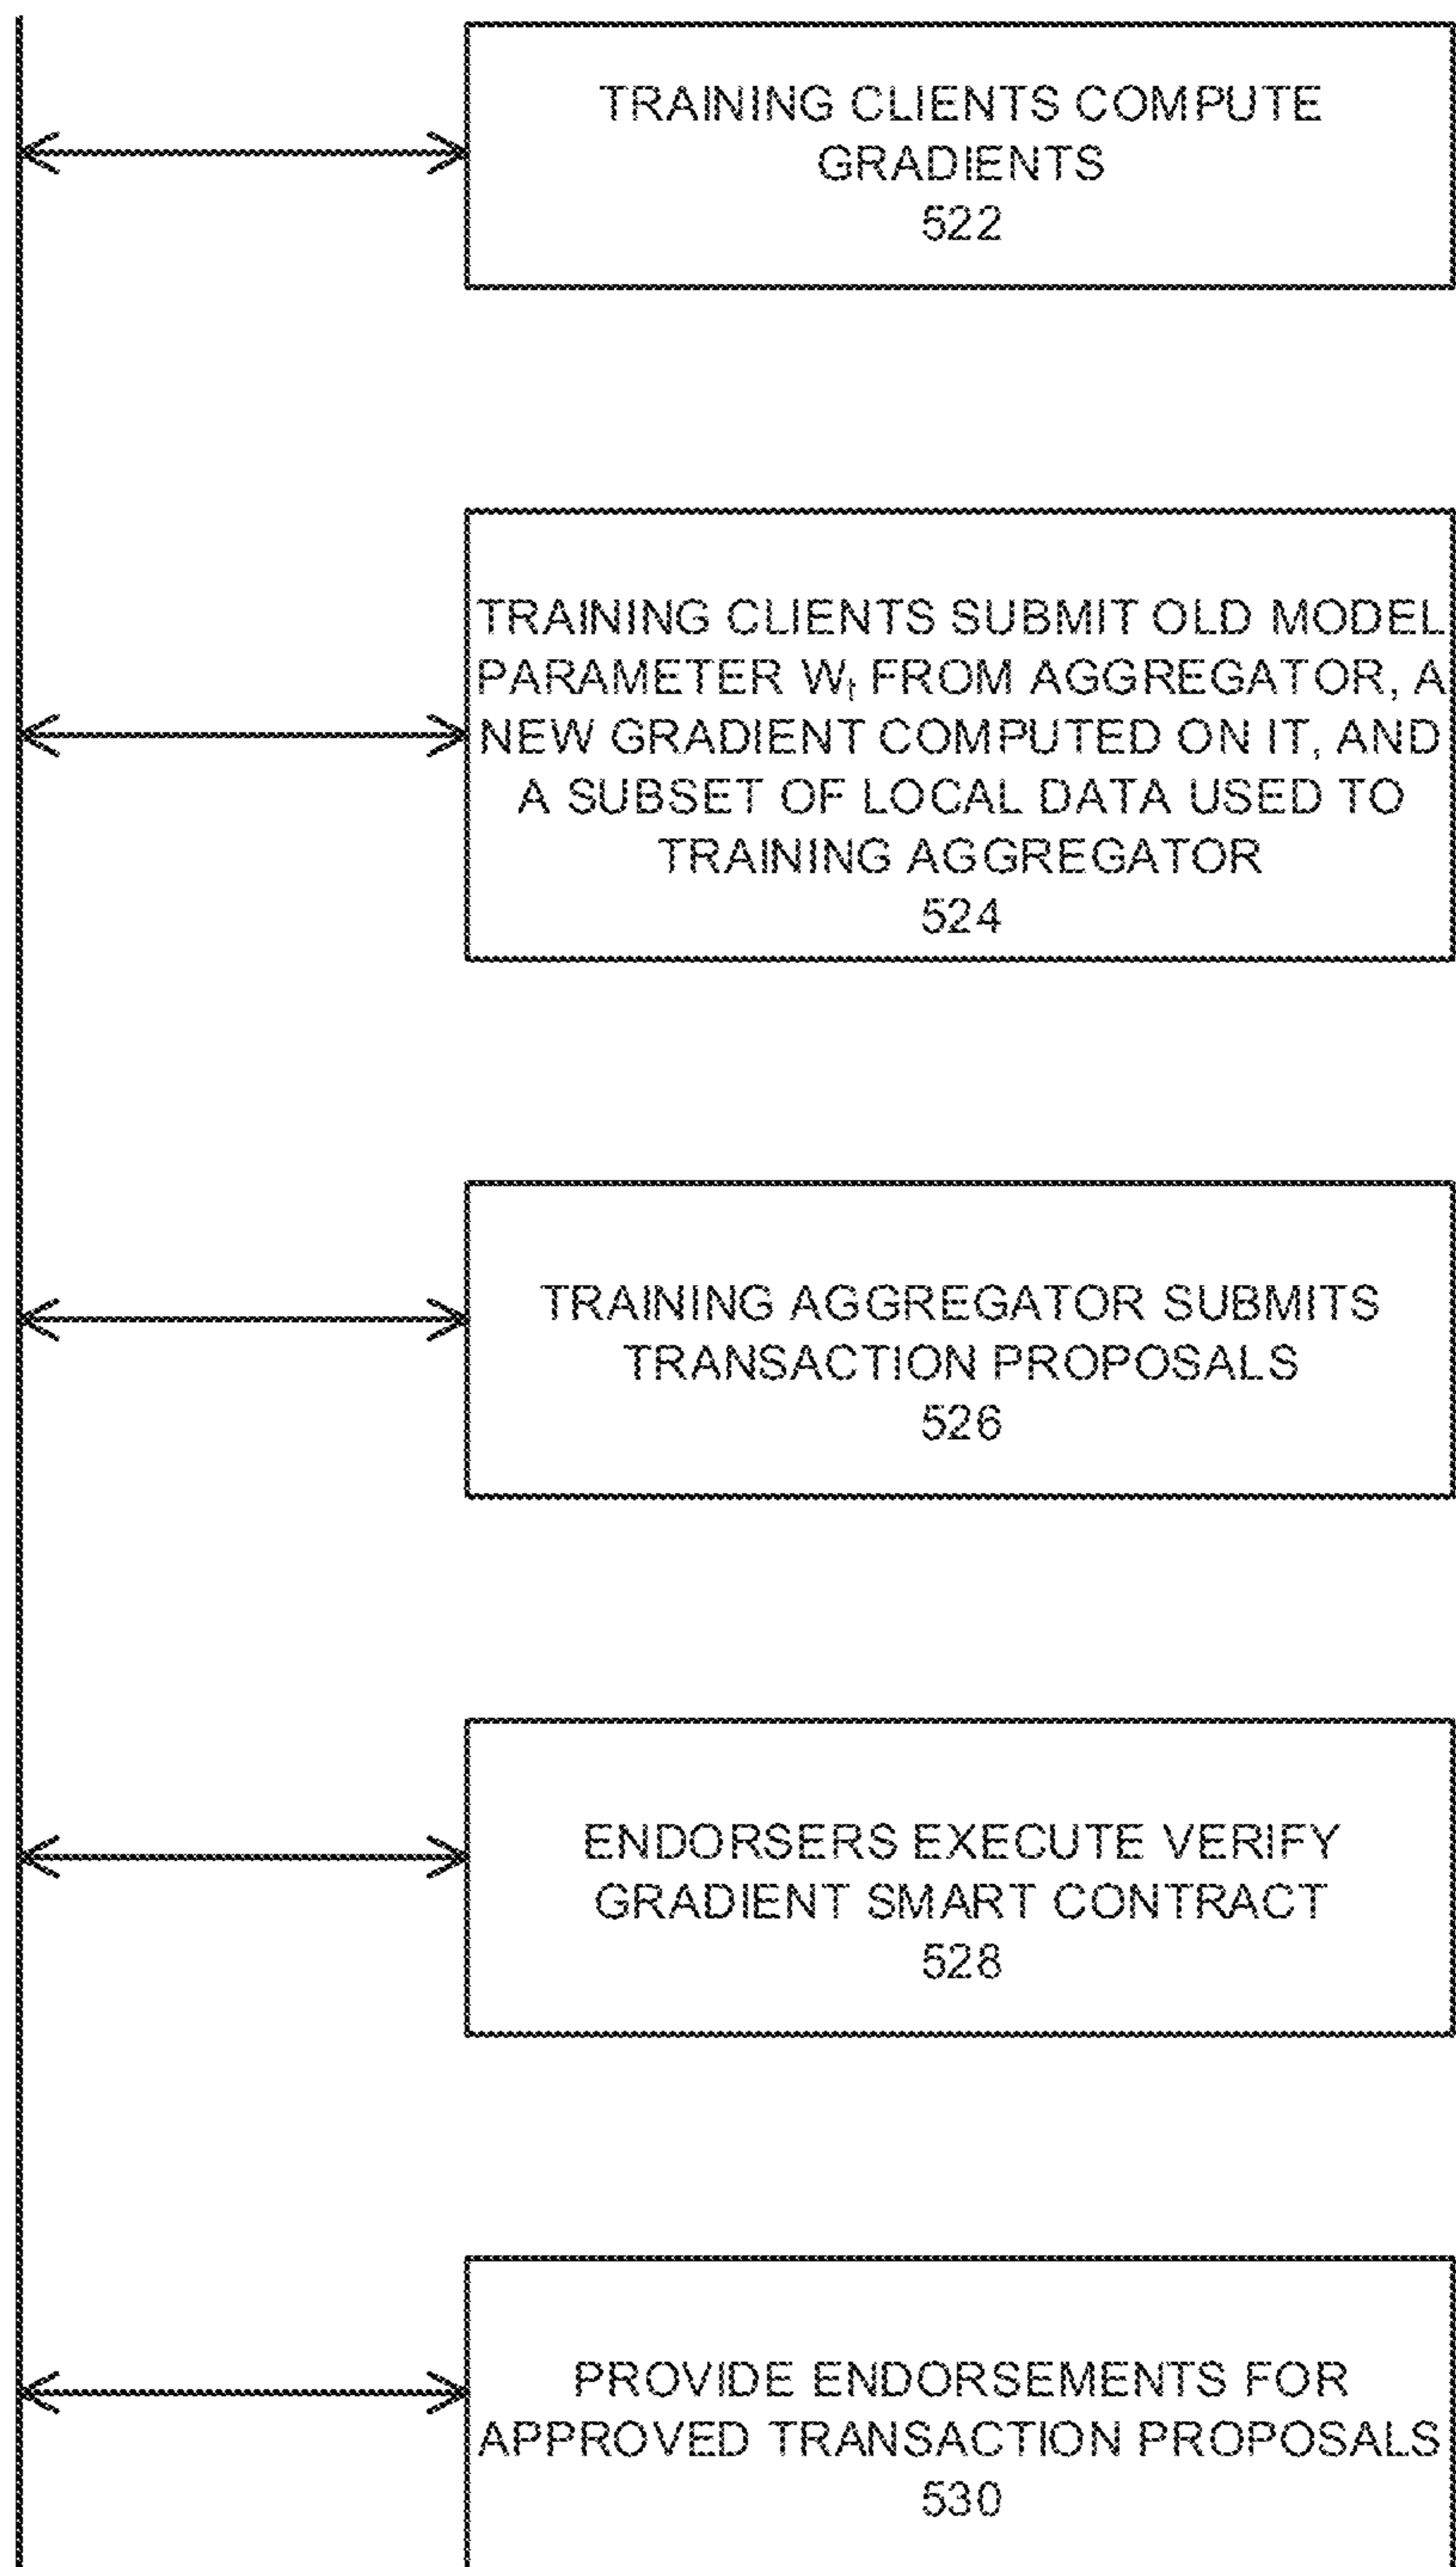 TRAINING CLIENTS COMPUTE
GRADIENTS
522
TRAINING CLIENTS SUBMIT OLD MODEL
PARAMETER Wₜ FROM AGGREGATOR, A
NEW GRADIENT COMPUTED ON IT, AND
A SUBSET OF LOCAL DATA USED TO
TRAINING AGGREGATOR
524
TRAINING AGGREGATOR SUBMITS
TRANSACTION PROPOSALS
526
ENDORSERS EXECUTE VERIFY
GRADIENT SMART CONTRACT
528
PROVIDE ENDORSEMENTS FOR
APPROVED TRANSACTION PROPOSALS
530